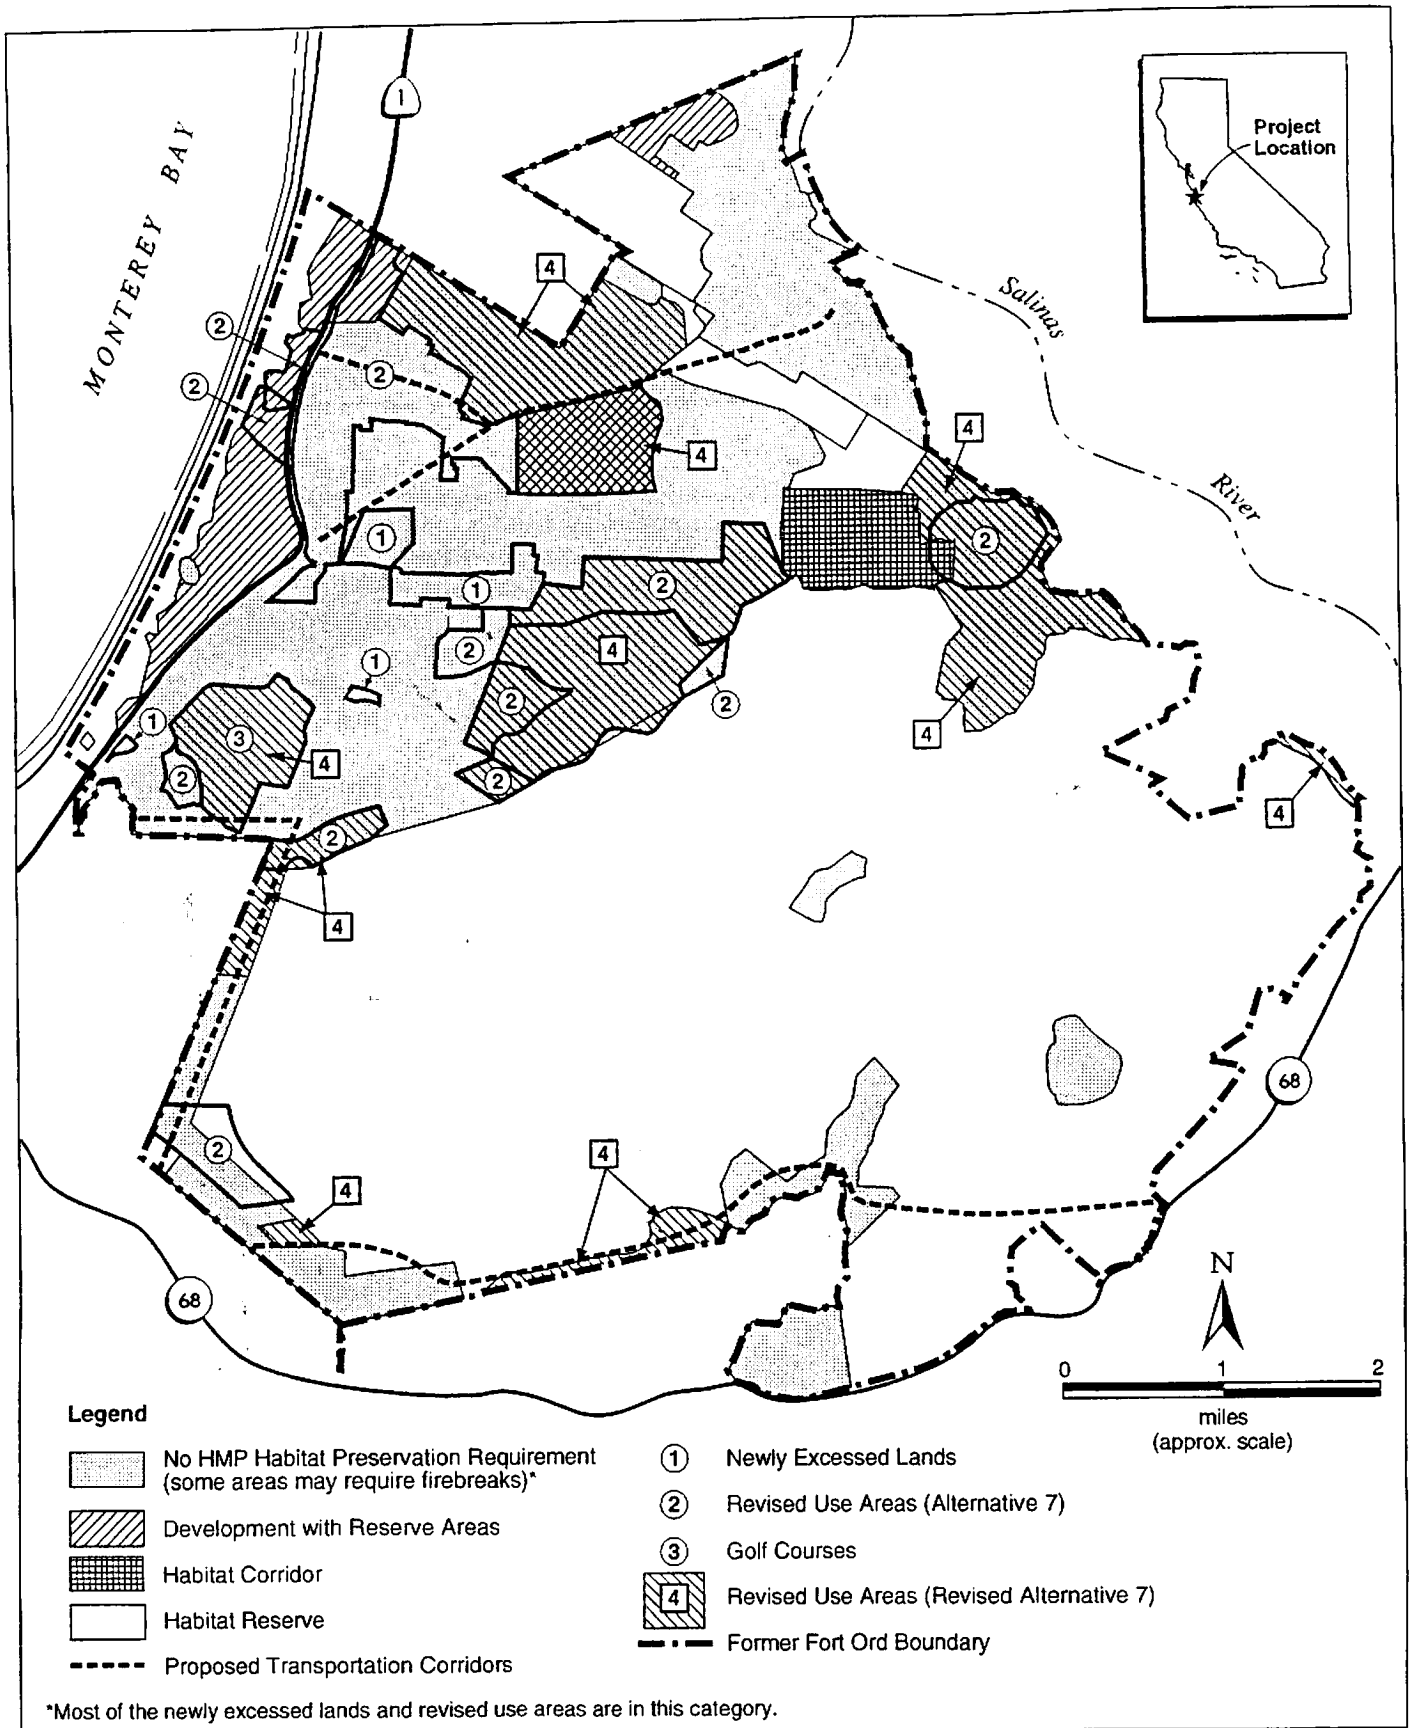 1
MONTEREY BAY
Project
Location
4
Salinas
2
2
2
4
4
River
1
2
1
2
2
4
1
2
2
1
3
4
4
2
2
4
2
4
68
2
4
4
68
N
0 1 2
miles
(approx. scale)
Legend
No HMP Habitat Preservation Requirement
(some areas may require firebreaks)*
Development with Reserve Areas
Habitat Corridor
Habitat Reserve
Proposed Transportation Corridors
1 Newly Excessed Lands
2 Revised Use Areas (Alternative 7)
3 Golf Courses
4 Revised Use Areas (Revised Alternative 7)
Former Fort Ord Boundary
*Most of the newly excessed lands and revised use areas are in this category.